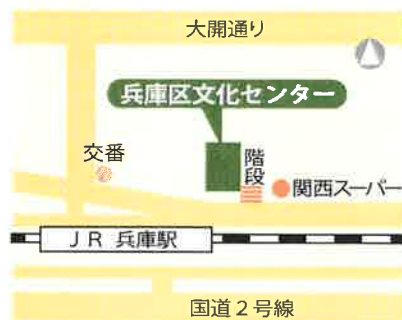 大開通り
兵庫区文化センター
交番
階段
関西スーパー
JR 兵庫駅
国道2号線